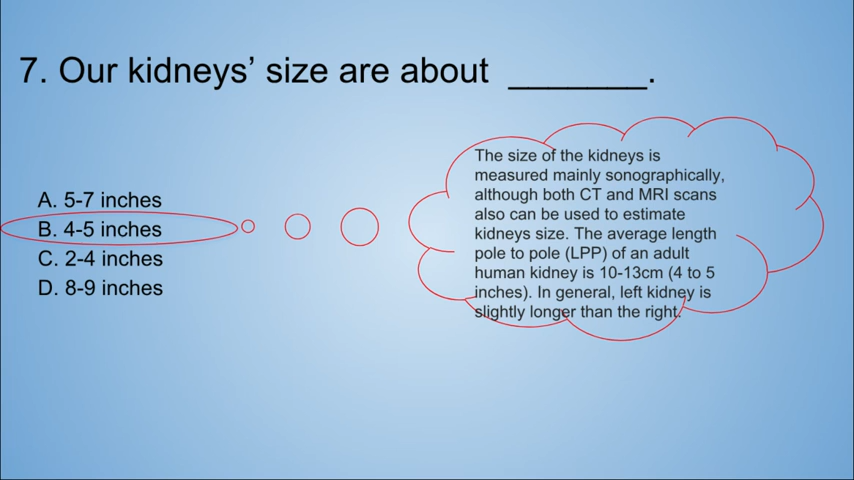 7. Our kidneys’ size are about _______.
A. 5-7 inches
B. 4-5 inches
C. 2-4 inches
D. 8-9 inches
The size of the kidneys is
measured mainly sonographically,
although both CT and MRI scans
also can be used to estimate
kidneys size. The average length
pole to pole (LPP) of an adult
human kidney is 10-13cm (4 to 5
inches). In general, left kidney is
slightly longer than the right.